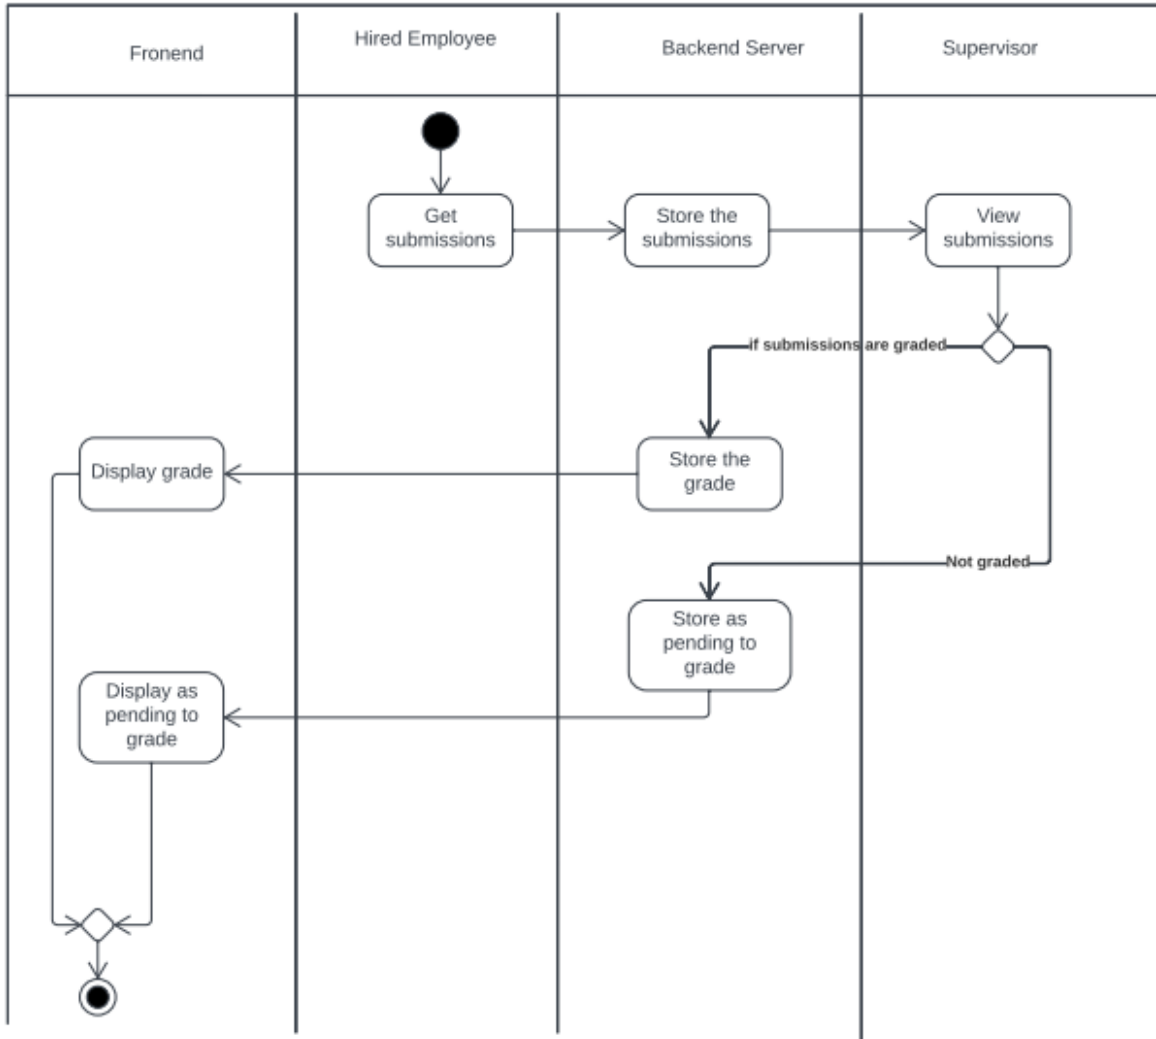 Fronend
Hired Employee
Backend Server
Supervisor
Get
submissions
Store the
submissions
View
submissions
if submissions are graded
Display grade
Store the
grade
Not graded
Store as
pending to
grade
Display as
pending to
grade